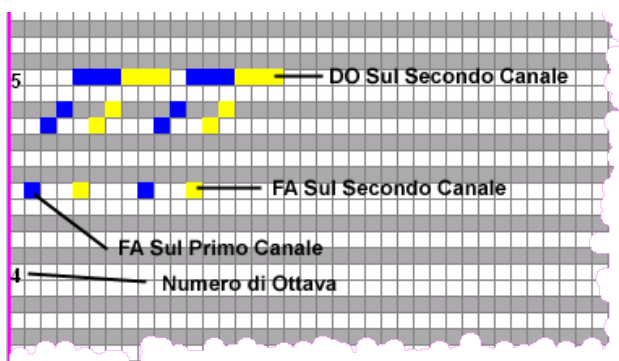 5
DO Sul Secondo Canale
FA Sul Secondo Canale
FA Sul Primo Canale
4
Numero di Ottava